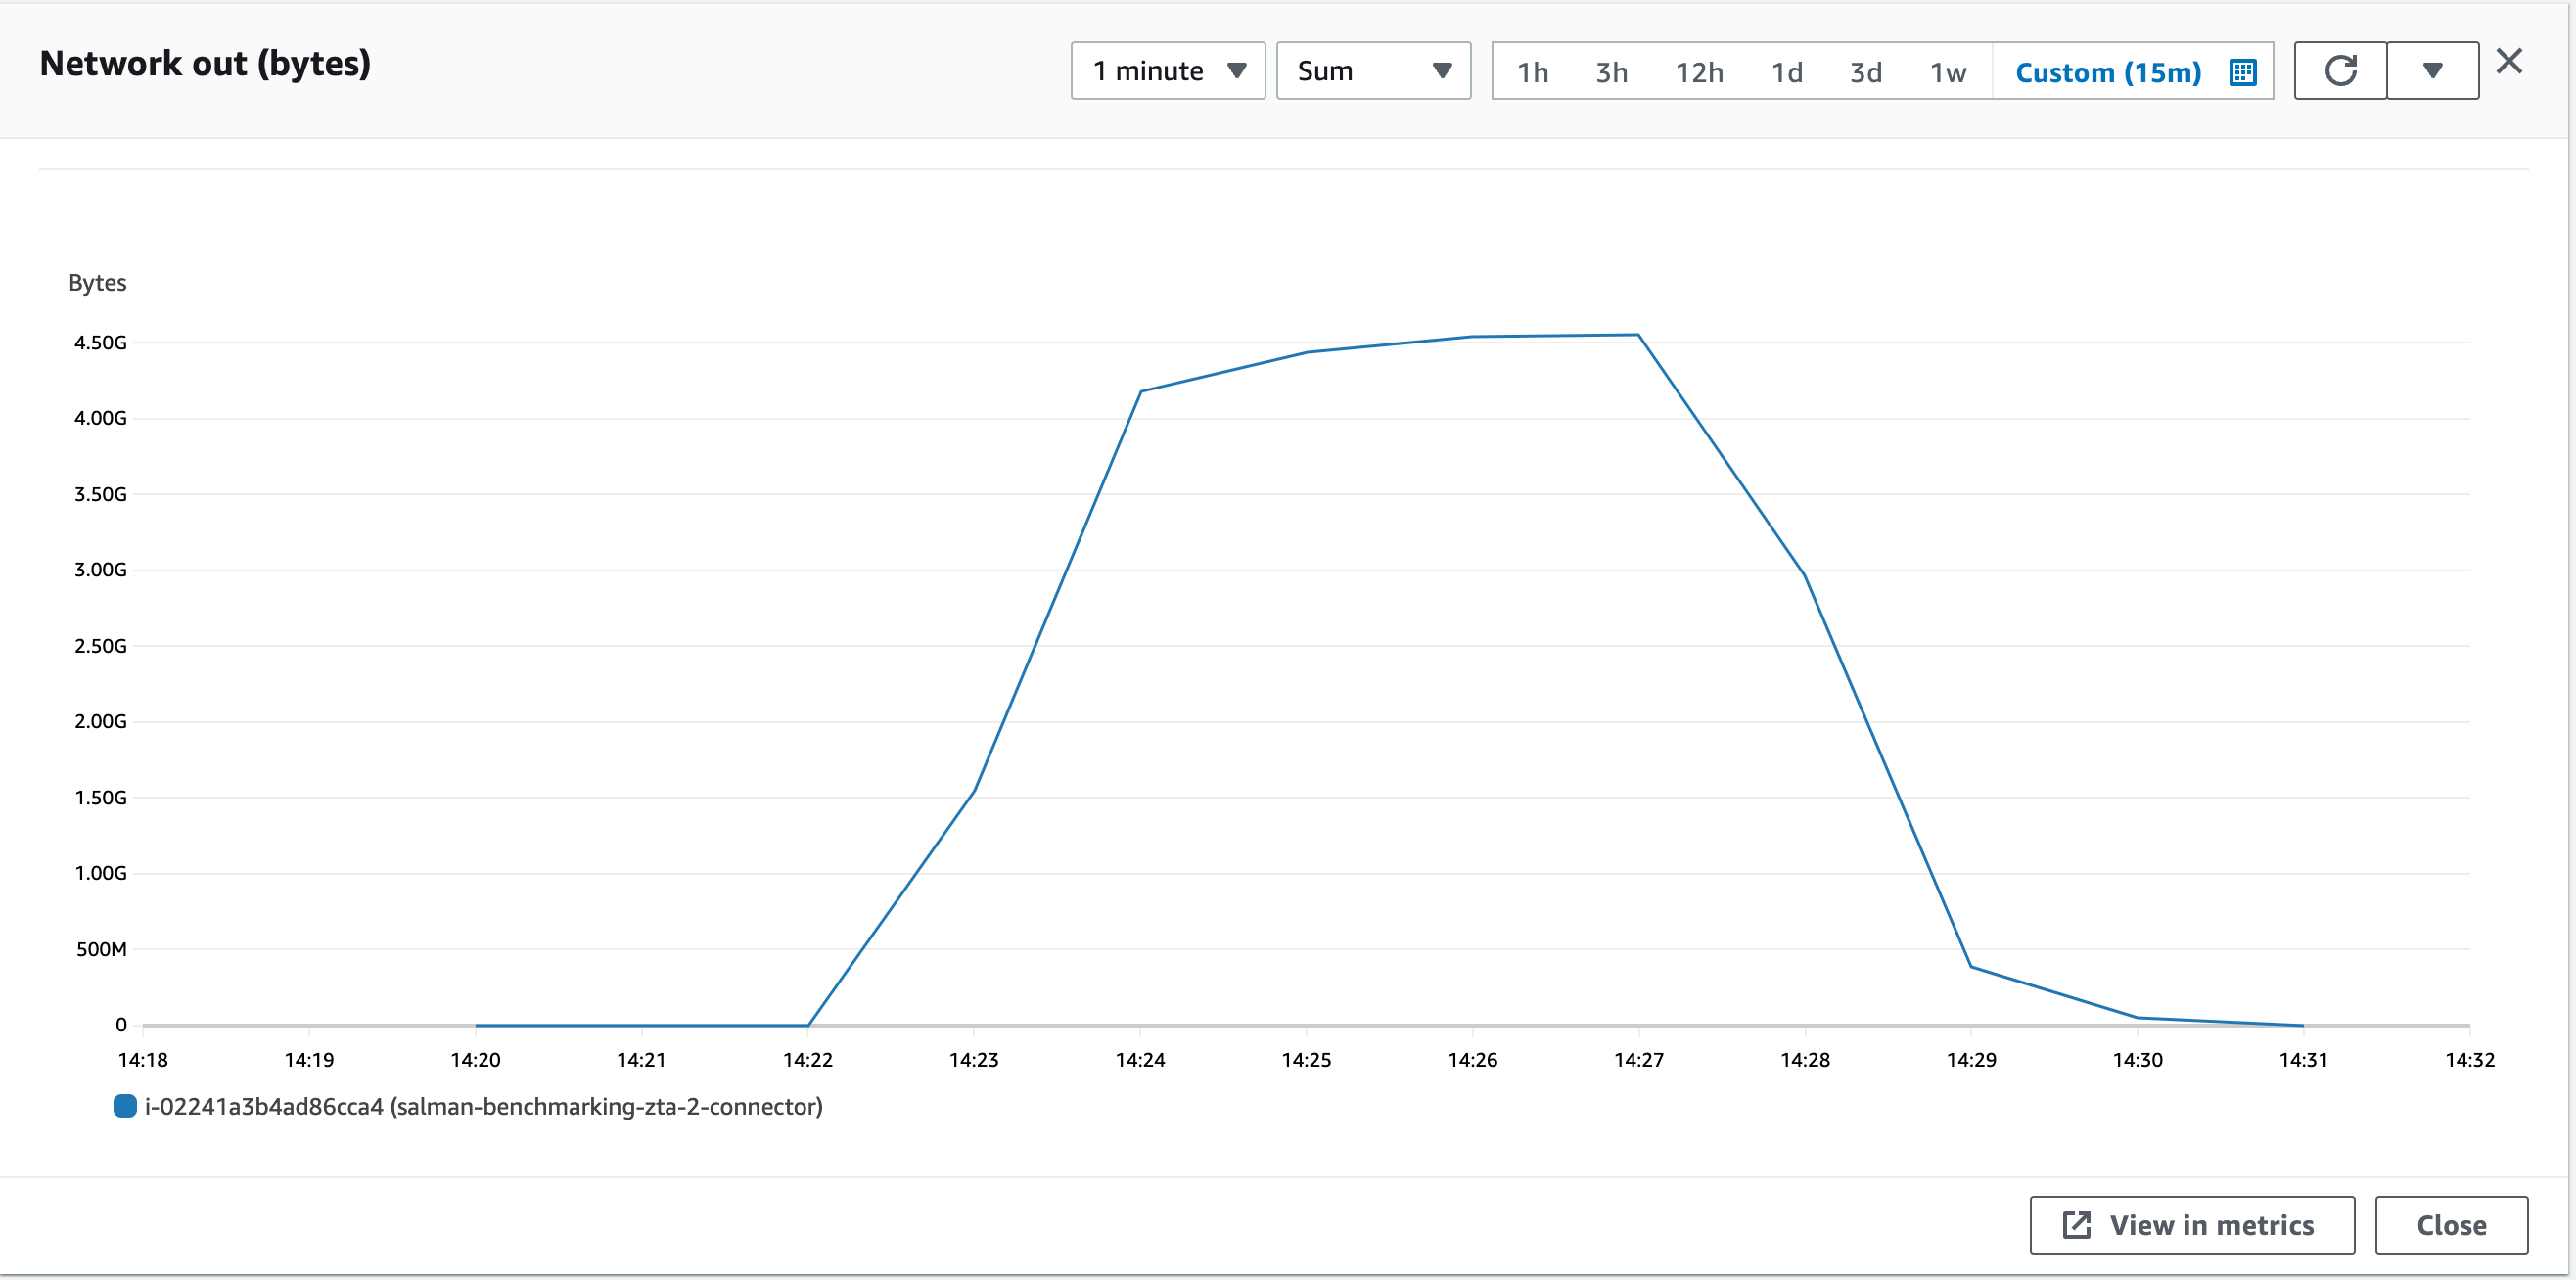 Network out (bytes)
1 minute
Sum
1h 3h 12h 1d 3d 1w Custom (15m)
Bytes
4.50G
4.00G
3.50G
3.00G
2.50G
2.00G
1.50G
1.00G
500M
0
14:18 14:19 14:20 14:21 14:22 14:23 14:24 14:25 14:26 14:27 14:28 14:29 14:30 14:31 14:32
i-02241a3b4ad86cca4 (salman-benchmarking-zta-2-connector)
View in metrics
Close